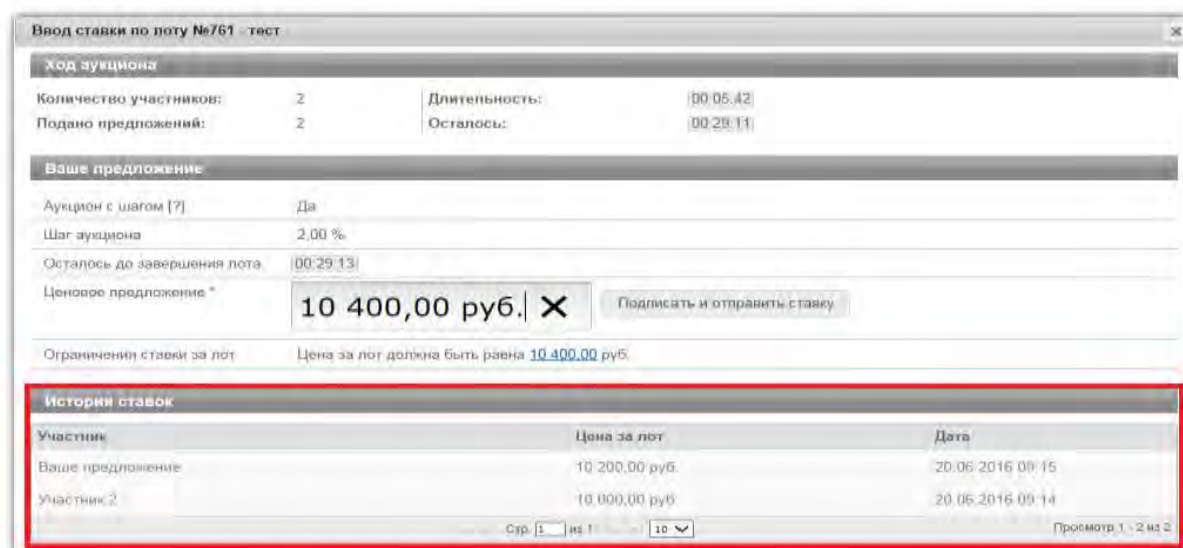 Ввод ставки по лоту №761 - тест ×
Ход аукциона
Количество участников: 2 Длительность: 00:05:42
Подано предложений: 2 Осталось: 00:29:11
Ваше предложение
Аукцион с шагом [?] Да
Шаг аукциона 2,00 %
Осталось до завершения лота 00:29:13
Ценовое предложение * 10 400,00 руб. × Подписать и отправить ставку
Ограничения ставки за лот Цена за лот должна быть равна 10 400,00 руб.
История ставок
Участник Цена за лот Дата
Ваше предложение 10 200,00 руб. 20.06.2016 09:15
Участник 2 10 000,00 руб. 20.06.2016 09:14
Стр. 1 из 1 10 Просмотр 1 - 2 из 2